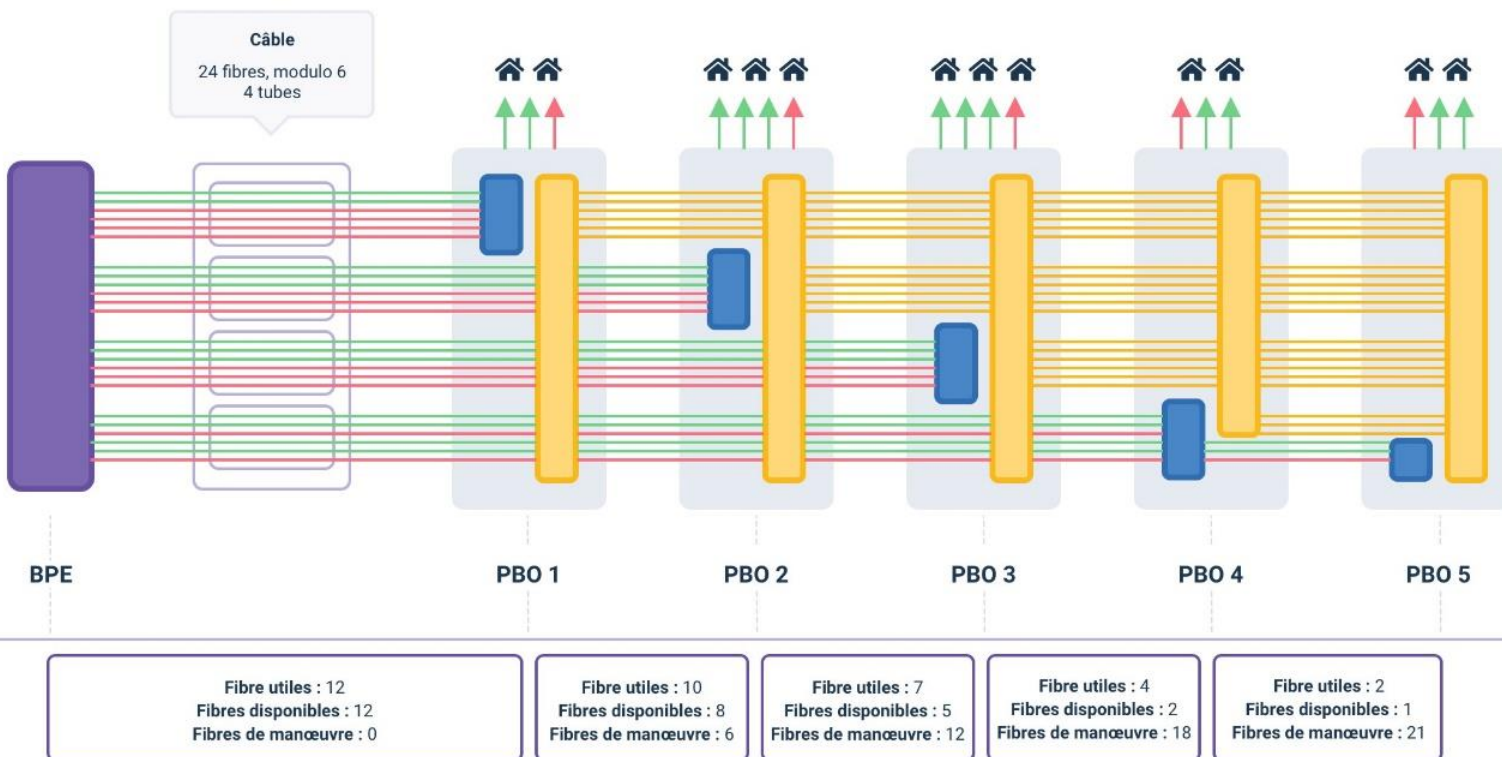 Câble
24 fibres, modulo 6
4 tubes
BPE
PBO 1
PBO 2
PBO 3
PBO 4
PBO 5
Fibre utiles : 12
Fibres disponibles : 12
Fibres de manœuvre : 0
Fibre utiles : 10
Fibres disponibles : 8
Fibres de manœuvre : 6
Fibre utiles : 7
Fibres disponibles : 5
Fibres de manœuvre : 12
Fibre utiles : 4
Fibres disponibles : 2
Fibres de manœuvre : 18
Fibre utiles : 2
Fibres disponibles : 1
Fibres de manœuvre : 21